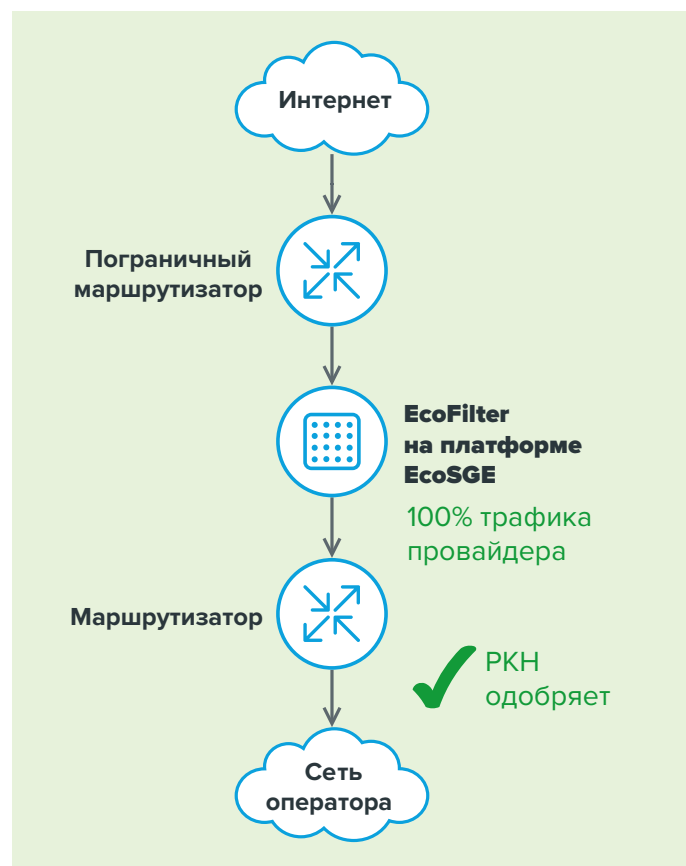 Интернет
Пограничный
маршрутизатор
EcoFilter
на платформе
EcoSGE
100% трафика
провайдера
Маршрутизатор
РКН
одобряет
Сеть
оператора